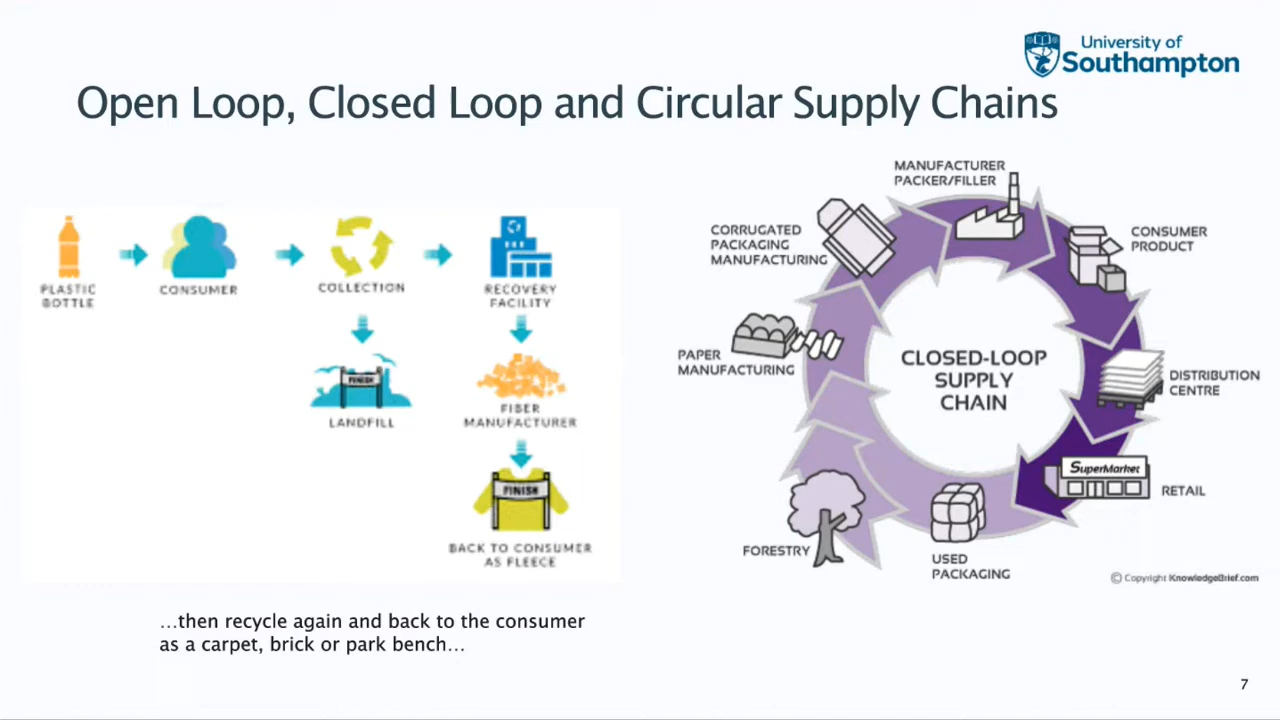 University of
Southampton
Open Loop, Closed Loop and Circular Supply Chains
PLASTIC
BOTTLE
CONSUMER
COLLECTION
RECOVERY
FACILITY
FINISH
LANDFILL
FIBER
MANUFACTURER
FINISH
BACK TO CONSUMER
AS FLEECE
…then recycle again and back to the consumer
as a carpet, brick or park bench…
MANUFACTURER
PACKER/FILLER
CORRUGATED
PACKAGING
MANUFACTURING
CONSUMER
PRODUCT
PAPER
MANUFACTURING
CLOSED-LOOP
SUPPLY
CHAIN
DISTRIBUTION
CENTRE
SuperMarket
RETAIL
FORESTRY
USED
PACKAGING
© Copyright KnowledgeBrief.com
7